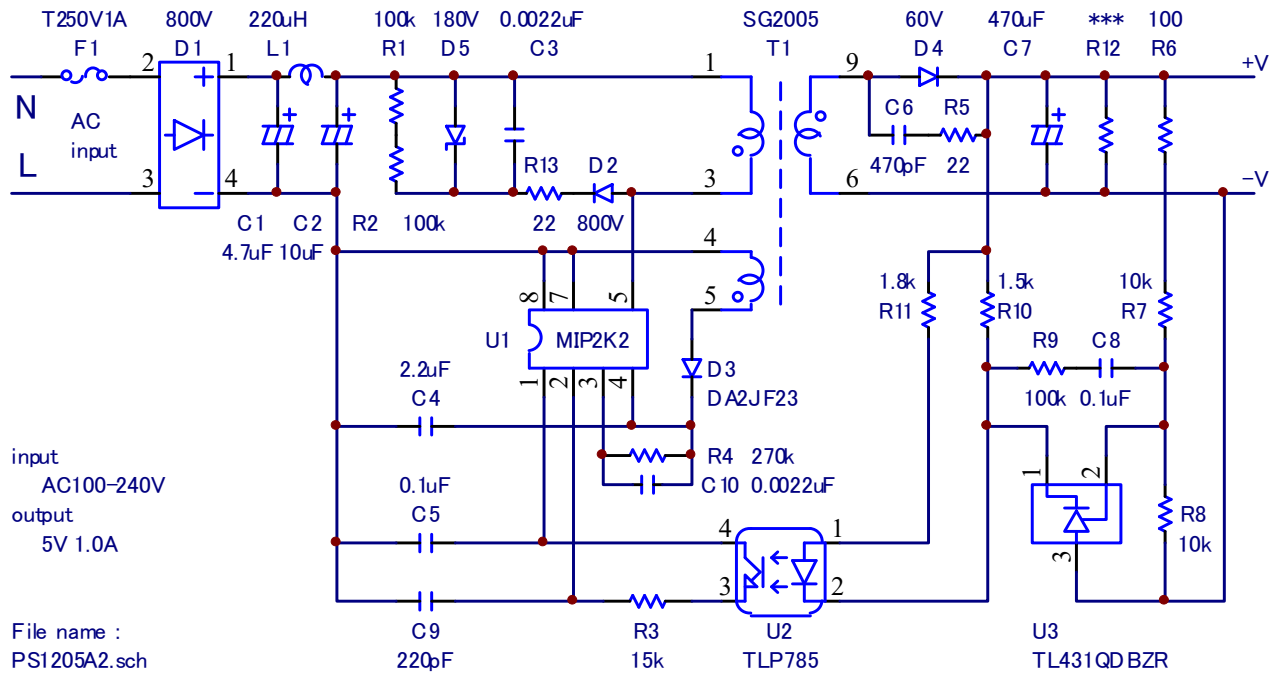 T250V1A 800V 220uH 100k 180V 0.0022uF SG2005 60V 470uF *** 100
F1 D1 L1 R1 D5 C3 T1 D4 C7 R12 R6
2 + 1 1 9 +V
N AC input
C6 R5
L 3 − 4
R13 D2 3 470pF 22 6 −V
C1 C2 R2 100k 22 800V
4.7uF 10uF
4
8 7 5 5 1.8k 1.5k 10k
R11 R10 R7
U1 MIP2K2
R9 C8
2.2uF 1 2 3 4 D3
C4 DA2JF23 100k 0.1uF
input R4 270k
AC100-240V C10 0.0022uF 1 2
output 0.1uF
5V 1.0A C5 4 1 R8
10k
3
3 2
File name : C9 R3 U2 U3
PS1205A2.sch 220pF 15k TLP785 TL431QDBZR